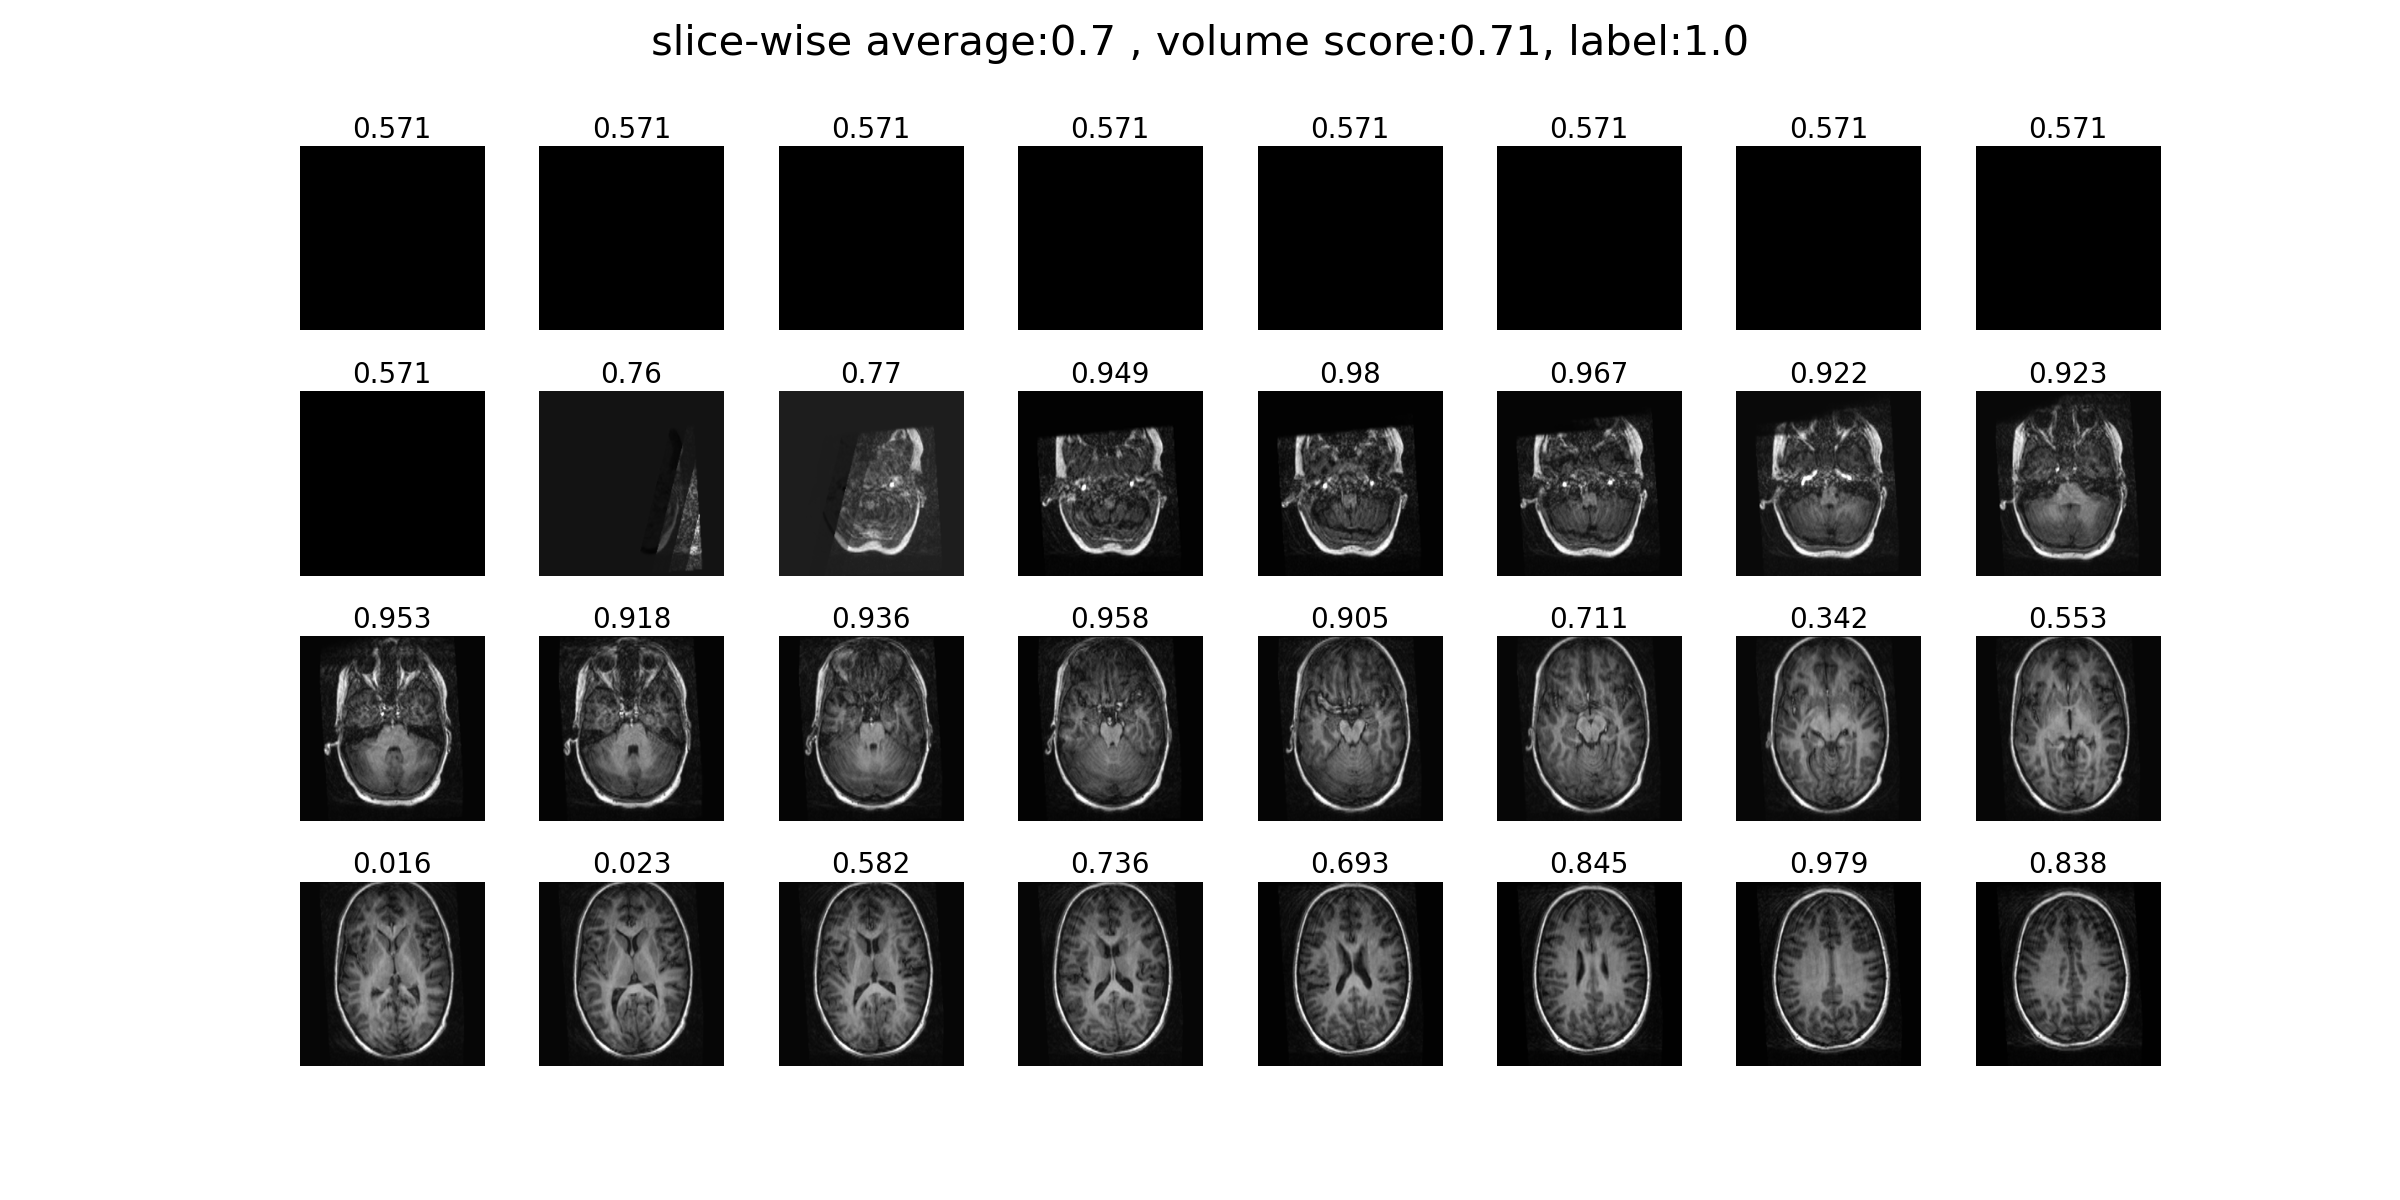 slice-wise average:0.7 , volume score:0.71, label:1.0
0.571 0.571 0.571 0.571 0.571 0.571 0.571 0.571
0.571 0.76 0.77 0.949 0.98 0.967 0.922 0.923
0.953 0.918 0.936 0.958 0.905 0.711 0.342 0.553
0.016 0.023 0.582 0.736 0.693 0.845 0.979 0.838